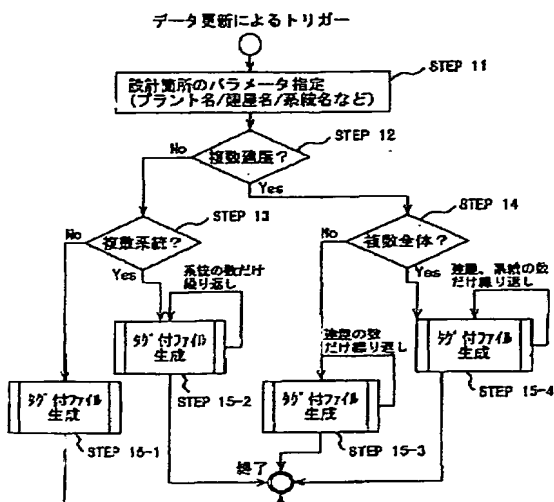 データ更新によるトリガー
STEP 11
設計箇所のパラメータ指定
(プラント名/建屋名/系統名など)
STEP 12
複数建屋?
No
Yes
STEP 13
STEP 14
複数系統?
複数全体?
No
Yes
No
Yes
系統の数だけ
繰り返し
建屋、系統の数
だけ繰り返し
タグ付ファイル
生成
建屋の数
だけ繰り返し
タグ付ファイル
生成
STEP 15-2
STEP 15-4
タグ付ファイル
生成
タグ付ファイル
生成
STEP 15-3
STEP 15-1
終了